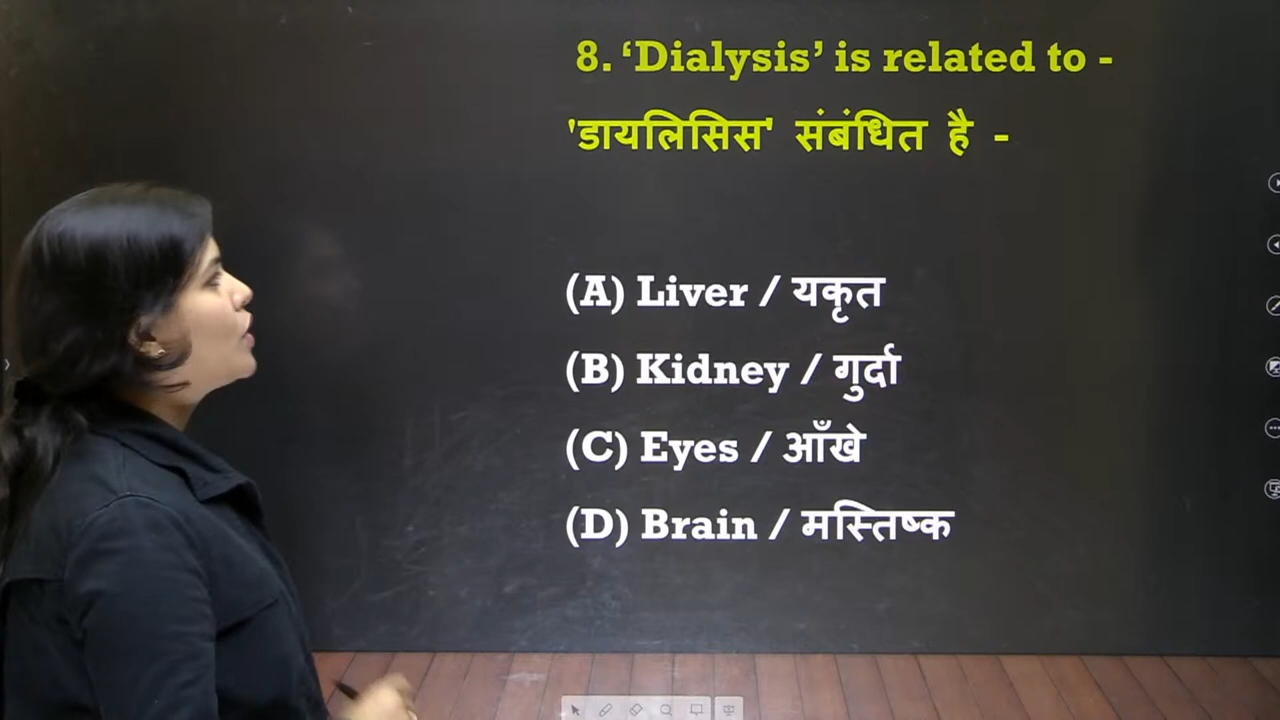 8. ‘Dialysis’ is related to -
'डायलिसिस' संबंधित है -
(A) Liver / यकृत
(B) Kidney / गुर्दा
(C) Eyes / आँखे
(D) Brain / मस्तिष्क